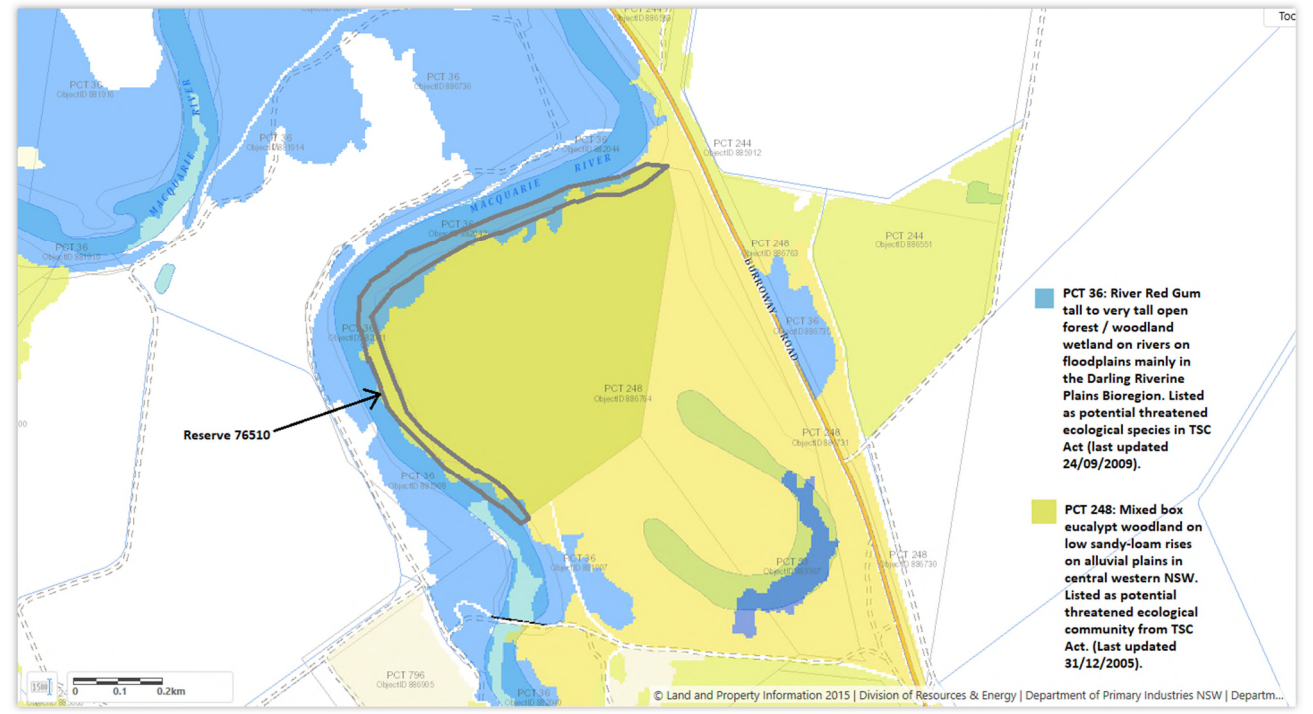 Too
PCT 244
PCT 36
ObjectID 886736
PCT 36
RIVER
PCT 36
PCT 36
ObjectID 882044
PCT 244
ObjectID 885912
MACQUARIE
MACQUARIE RIVER
PCT 36
PCT 36
PCT 248
ObjectID 886763
PCT 244
ObjectID 886551
BURROWAY ROAD
PCT 36
PCT 36
PCT 248
ObjectID 886764
Reserve 76510
PCT 248
ObjectID 886731
PCT 36
PCT 36
PCT 248
ObjectID 886730
PCT 796
ObjectID 886905
PCT 36
PCT 36: River Red Gum
tall to very tall open
forest / woodland
wetland on rivers on
floodplains mainly in
the Darling Riverine
Plains Bioregion. Listed
as potential threatened
ecological species in TSC
Act (last updated
24/09/2009).
PCT 248: Mixed box
eucalypt woodland on
low sandy-loam rises
on alluvial plains in
central western NSW.
Listed as potential
threatened ecological
community from TSC
Act. (Last updated
31/12/2005).
1500
0 0.1 0.2km
© Land and Property Information 2015 | Division of Resources & Energy | Department of Primary Industries NSW | Departm...